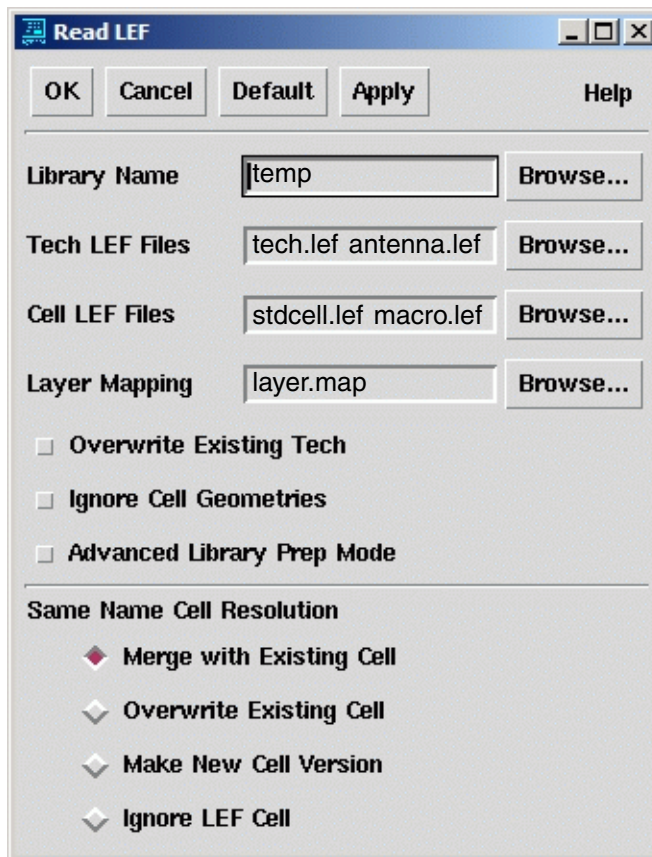 Read LEF
OK Cancel Default Apply Help
Library Name temp Browse...
Tech LEF Files tech.lef antenna.lef Browse...
Cell LEF Files stdcell.lef macro.lef Browse...
Layer Mapping layer.map Browse...
Overwrite Existing Tech
Ignore Cell Geometries
Advanced Library Prep Mode
Same Name Cell Resolution
Merge with Existing Cell
Overwrite Existing Cell
Make New Cell Version
Ignore LEF Cell